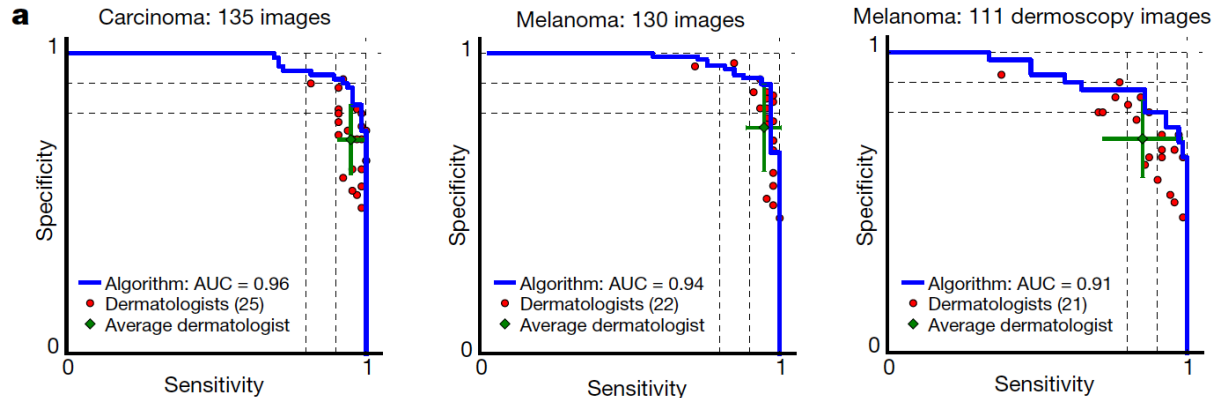 a
Carcinoma: 135 images
1
Specificity
Algorithm: AUC = 0.96
Dermatologists (25)
Average dermatologist
0
0
1
Sensitivity
Melanoma: 130 images
1
Specificity
Algorithm: AUC = 0.94
Dermatologists (22)
Average dermatologist
0
0
1
Sensitivity
Melanoma: 111 dermoscopy images
1
Specificity
Algorithm: AUC = 0.91
Dermatologists (21)
Average dermatologist
0
0
1
Sensitivity